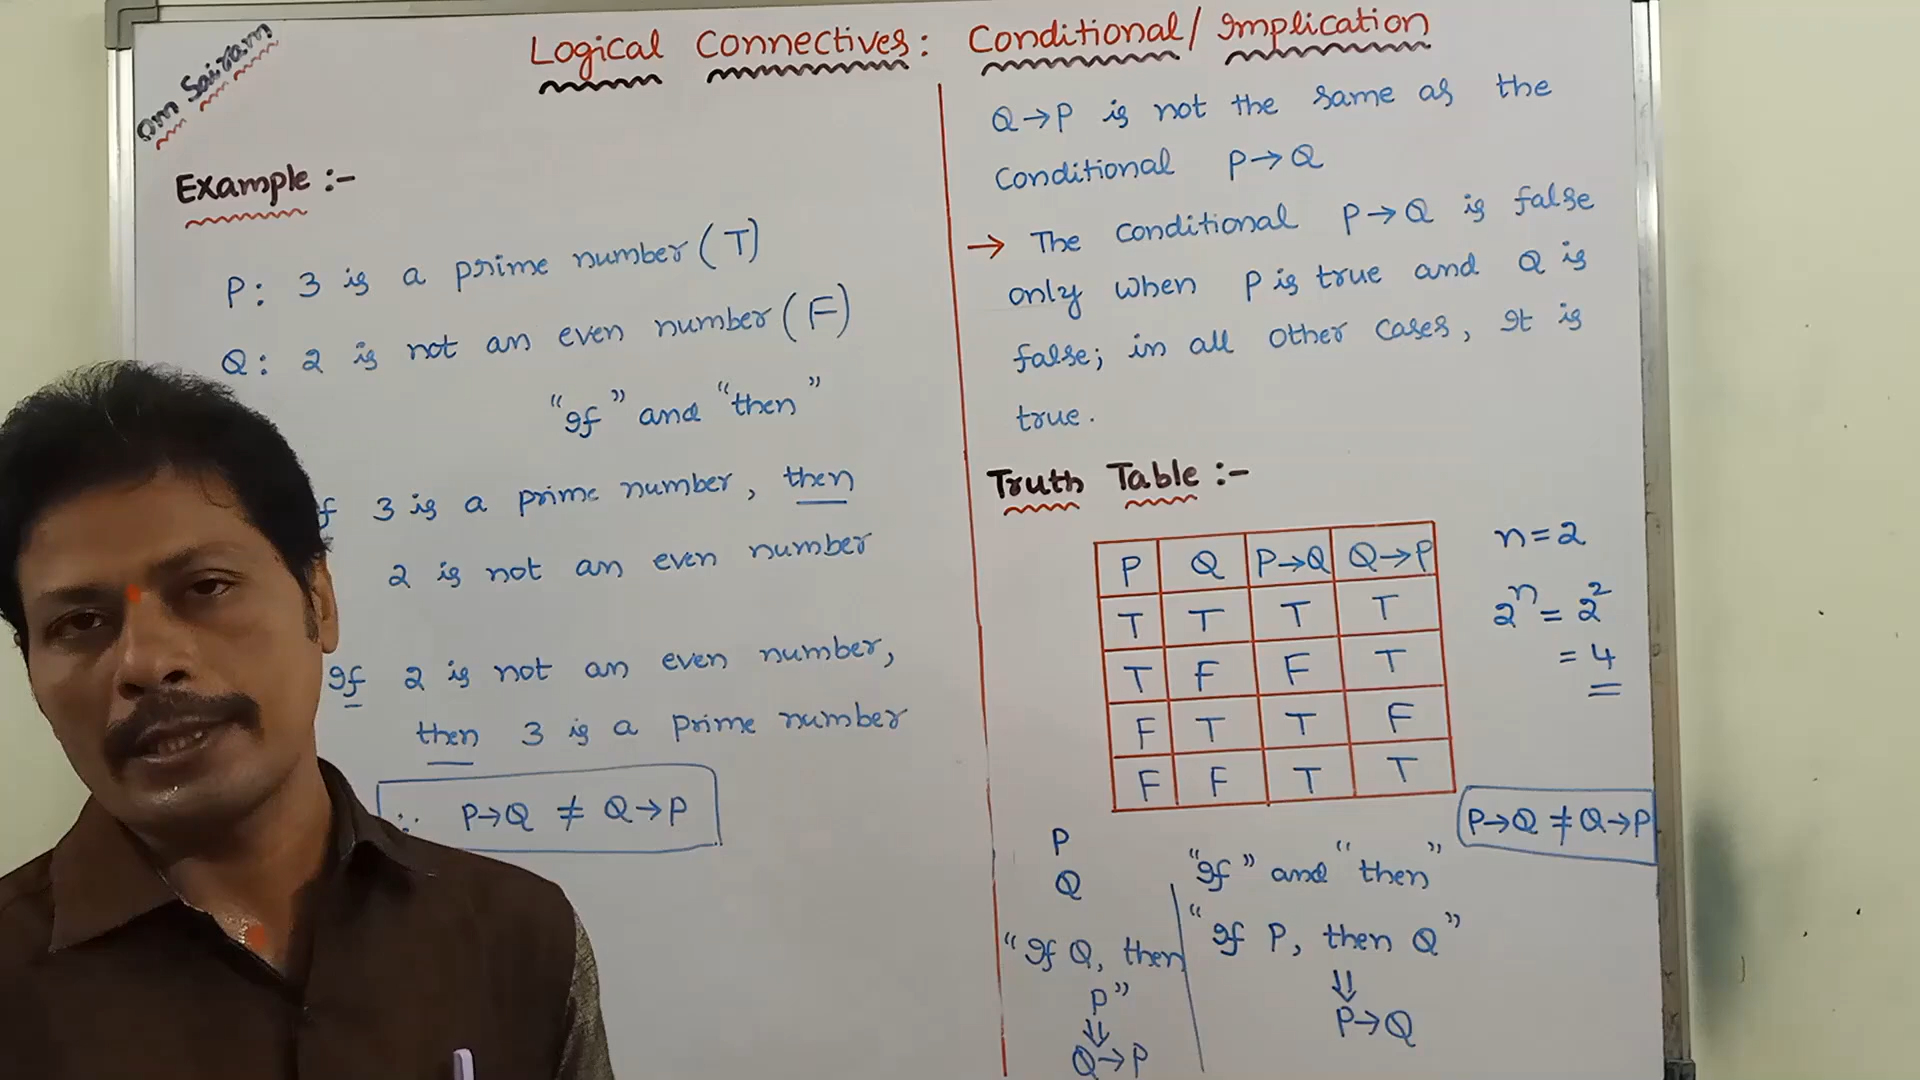 Om Sairam
Logical Connectives: Conditional/Implication
Example :-
P: 3 is a prime number (T)
Q: 2 is not an even number (F)
"If" and "then"
If 3 is a prime number, then
2 is not an even number
If 2 is not an even number,
then 3 is a prime number
∴ P→Q ≠ Q→P
Q→P is not the same as the
Conditional P→Q
→ The Conditional P→Q is false
only when P is true and Q is
false; in all other cases, It is
true.
Truth Table :-
P Q P→Q Q→P
T T T T
T F F T
F T T F
F F T T
n=2
2ⁿ = 2²
= 4
P→Q ≠ Q→P
P
Q
"If Q, then
P"
⇓
Q→P
"If" and "then"
"If P, then Q"
⇓
P→Q